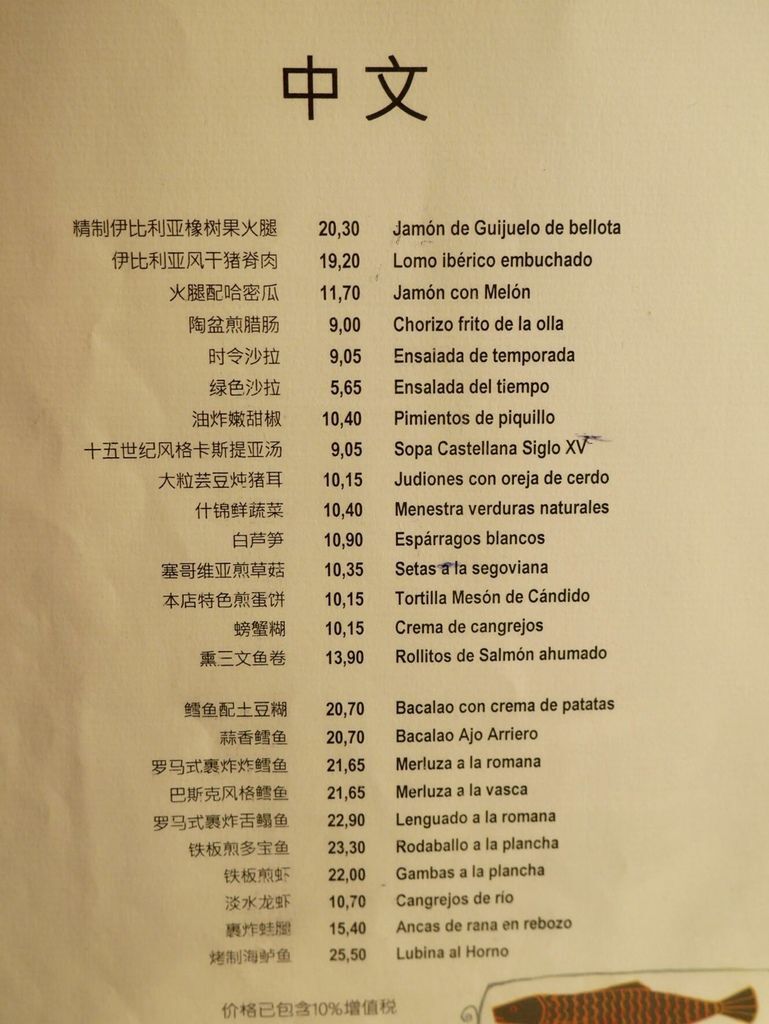 中文
精制伊比利亚橡树果火腿 20,30 Jamón de Guijuelo de bellota
伊比利亚风干猪脊肉 19,20 Lomo ibérico embuchado
火腿配哈密瓜 11,70 Jamón con Melón
陶盆煎腊肠 9,00 Chorizo frito de la olla
时令沙拉 9,05 Ensaiada de temporada
绿色沙拉 5,65 Ensalada del tiempo
油炸嫩甜椒 10,40 Pimientos de piquillo
十五世纪风格卡斯提亚汤 9,05 Sopa Castellana Siglo XV
大粒芸豆炖猪耳 10,15 Judiones con oreja de cerdo
什锦鲜蔬菜 10,40 Menestra verduras naturales
白芦笋 10,90 Espárragos blancos
塞哥维亚煎草菇 10,35 Setas a la segoviana
本店特色煎蛋饼 10,15 Tortilla Mesón de Cándido
螃蟹糊 10,15 Crema de cangrejos
熏三文鱼卷 13,90 Rollitos de Salmón ahumado
鳕鱼配土豆糊 20,70 Bacalao con crema de patatas
蒜香鳕鱼 20,70 Bacalao Ajo Arriero
罗马式裹炸炸鳕鱼 21,65 Merluza a la romana
巴斯克风格鳕鱼 21,65 Merluza a la vasca
罗马式裹炸舌鳎鱼 22,90 Lenguado a la romana
铁板煎多宝鱼 23,30 Rodaballo a la plancha
铁板煎虾 22,00 Gambas a la plancha
淡水龙虾 10,70 Cangrejos de río
裹炸蛙腿 15,40 Ancas de rana en rebozo
烤制海鲈鱼 25,50 Lubina al Horno
价格已包含10%增值税